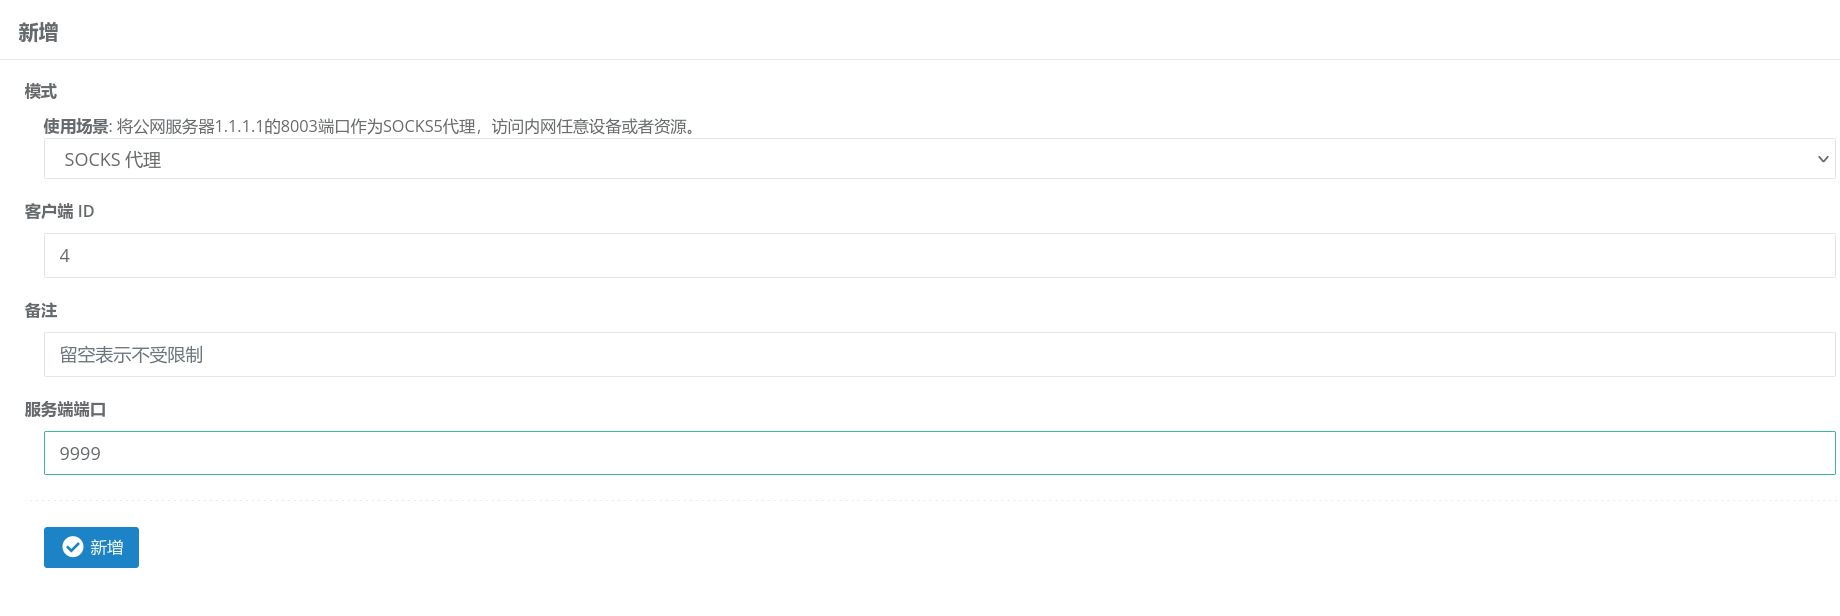 新增
模式
使用场景: 将公网服务器1.1.1.1的8003端口作为SOCKS5代理，访问内网任意设备或者资源。
SOCKS 代理
客户端 ID
4
备注
留空表示不受限制
服务端端口
9999
新增